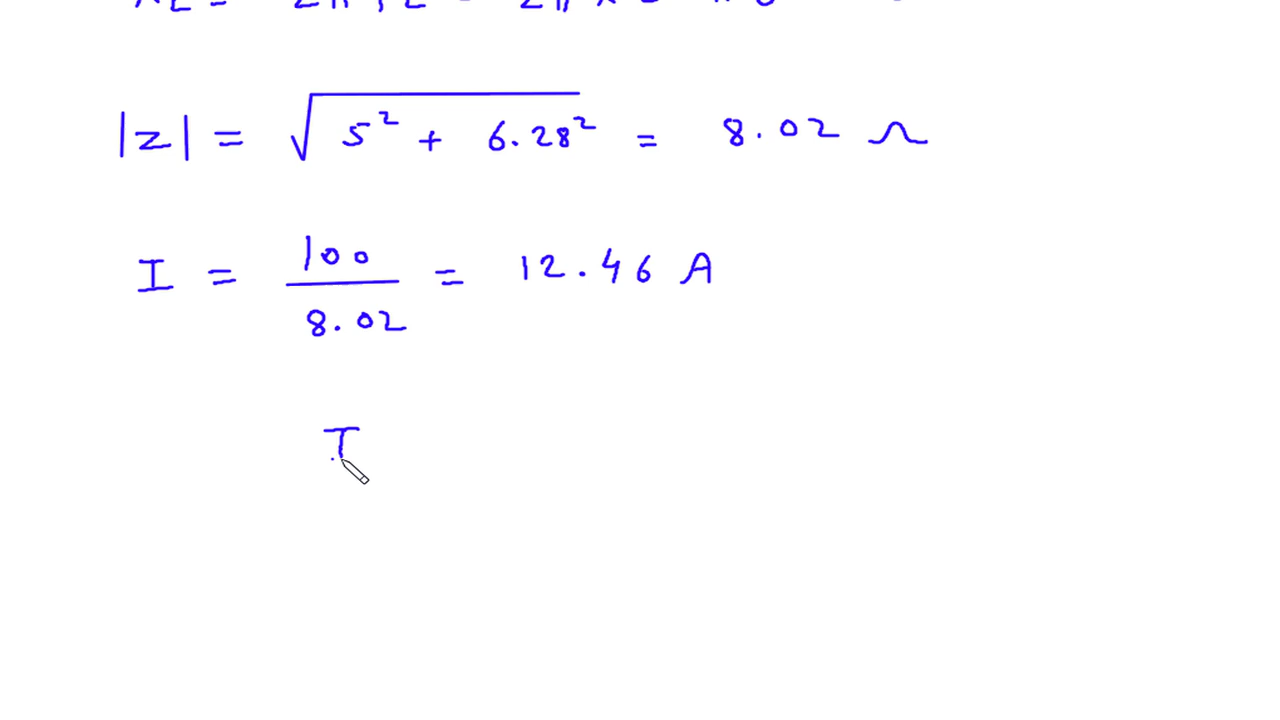 |Z| = √5² + 6.28² = 8.02 Ω
I = 100/8.02 = 12.46 A